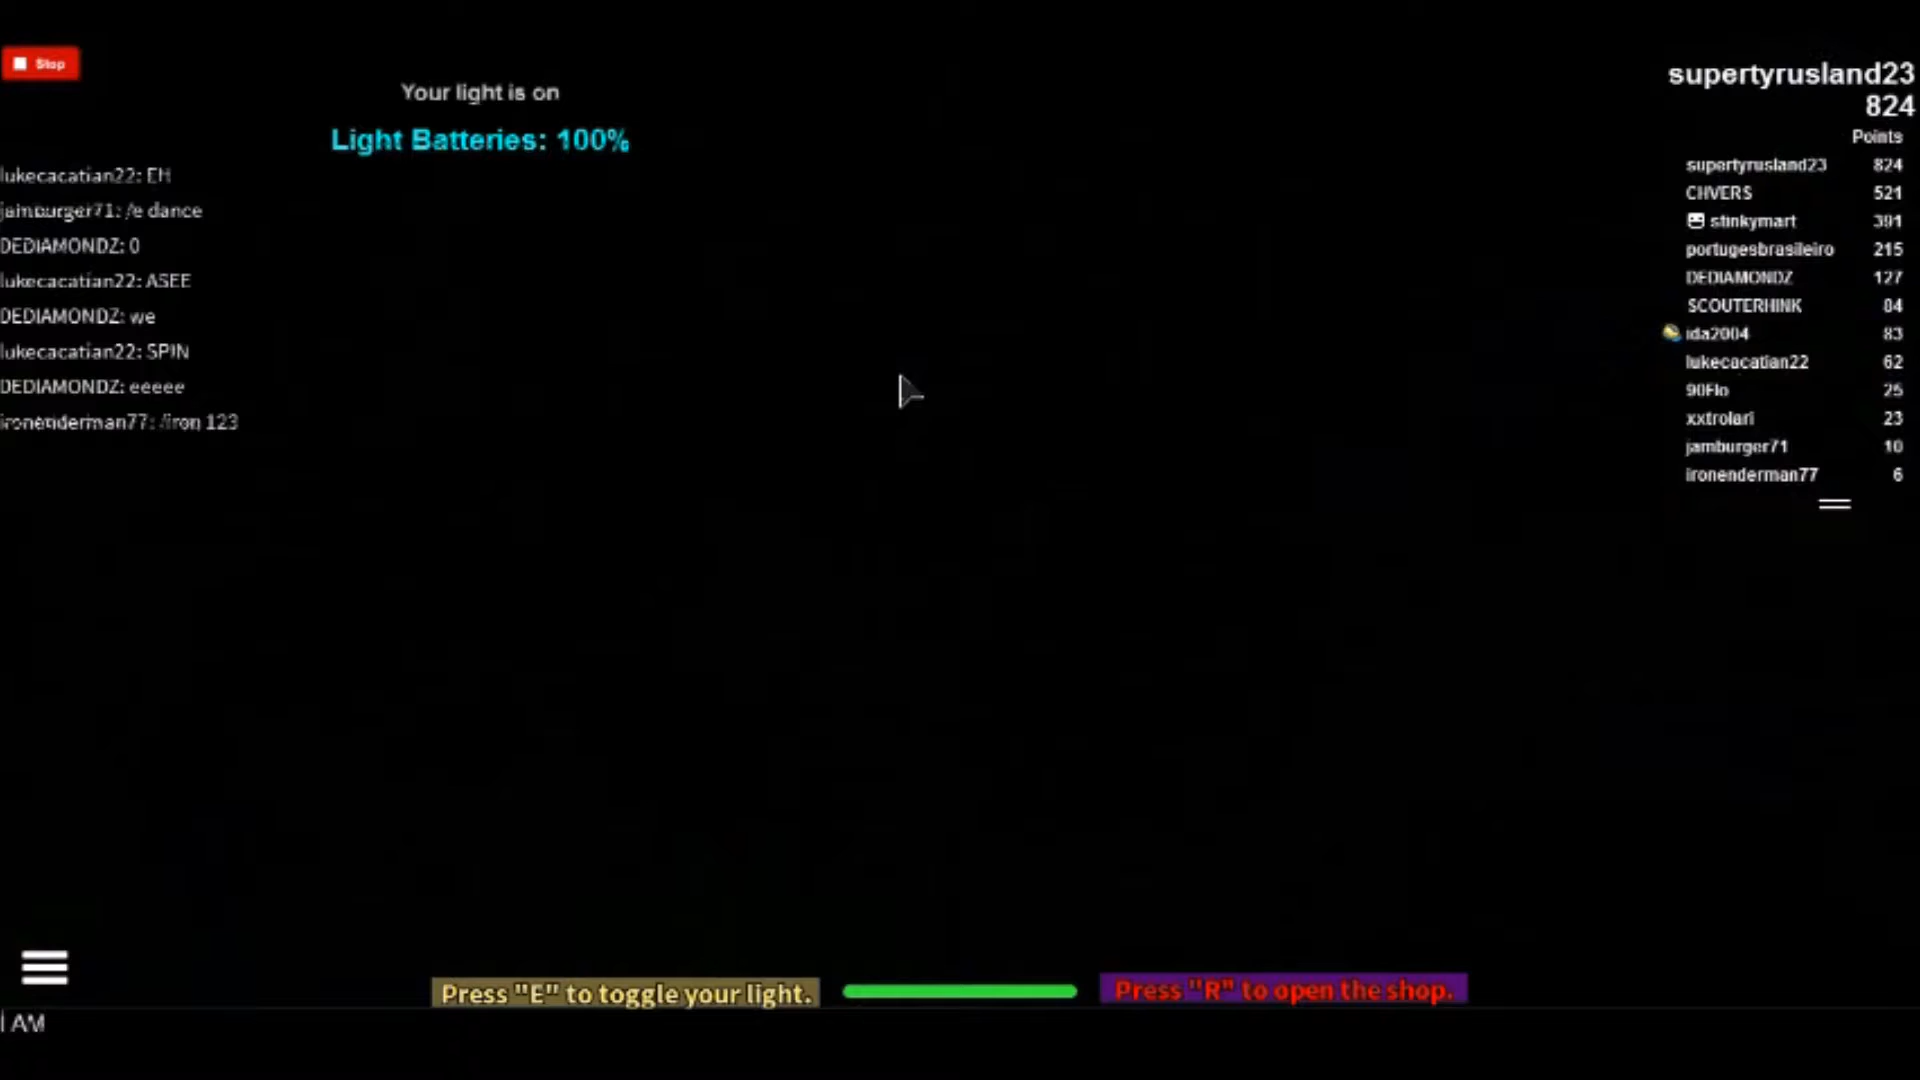 Stop
Your light is on
Light Batteries: 100%
lukecacatian22: EH
jamburger71: /e dance
DEDIAMONDZ: 0
lukecacatian22: ASEE
DEDIAMONDZ: we
lukecacatian22: SPIN
DEDIAMONDZ: eeeee
ironenderman77: /iron 123
supertyrusland23
824
Points
supertyrusland23 824
CHVERS 521
stinkymart 391
portugesbrasileiro 215
DEDIAMONDZ 127
SCOUTERHINK 84
ida2004 83
lukecacatian22 62
90Flo 25
xxtrolari 23
jamburger71 10
ironenderman77 6
Press "E" to toggle your light.
Press "R" to open the shop.
I AM